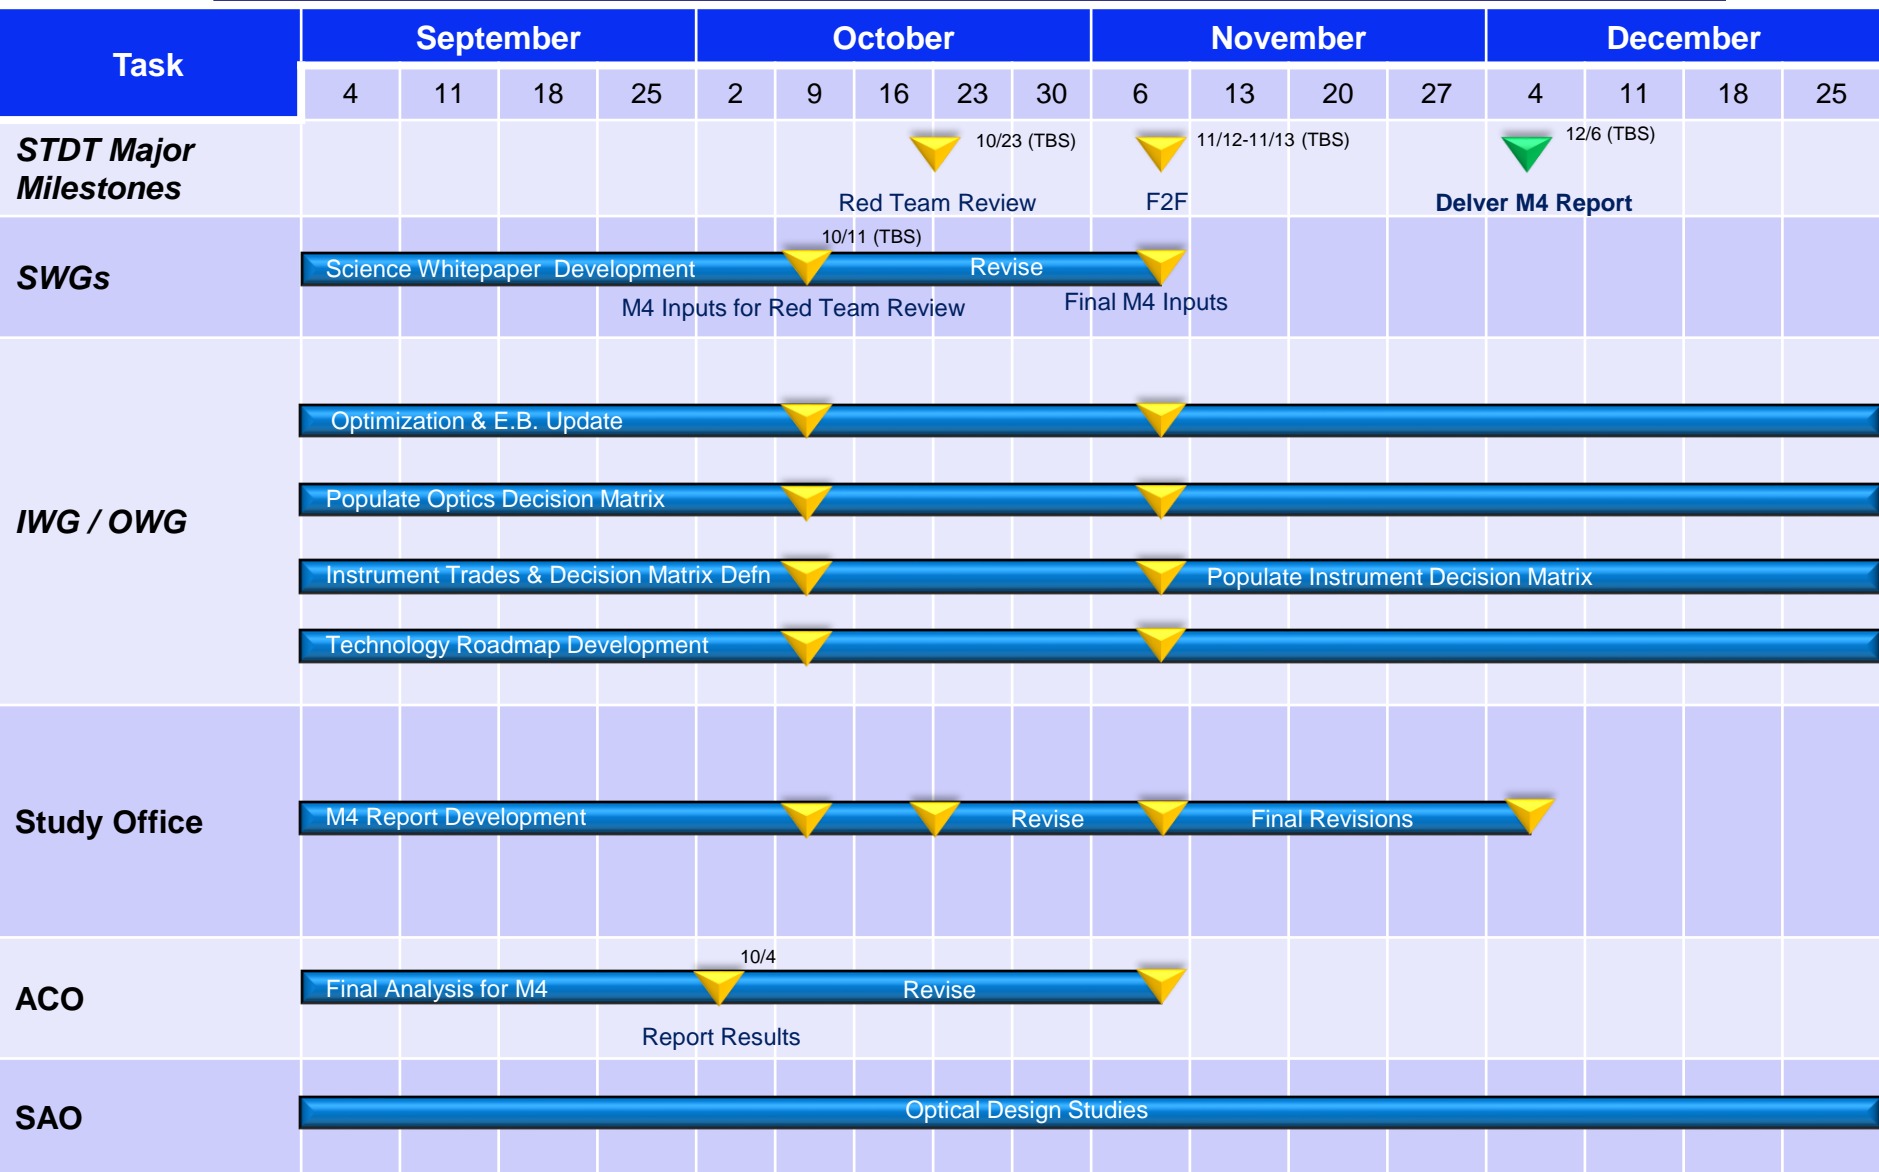 Task
September October November December
4 11 18 25 2 9 16 23 30 6 13 20 27 4 11 18 25
STDT Major
Milestones
10/23 (TBS) 11/12-11/13 (TBS) 12/6 (TBS)
Red Team Review F2F Delver M4 Report
SWGs
10/11 (TBS)
Science Whitepaper Development Revise
M4 Inputs for Red Team Review Final M4 Inputs
IWG / OWG
Optimization & E.B. Update
Populate Optics Decision Matrix
Instrument Trades & Decision Matrix Defn Populate Instrument Decision Matrix
Technology Roadmap Development
Study Office
M4 Report Development Revise Final Revisions
ACO
10/4
Final Analysis for M4 Revise
Report Results
SAO
Optical Design Studies